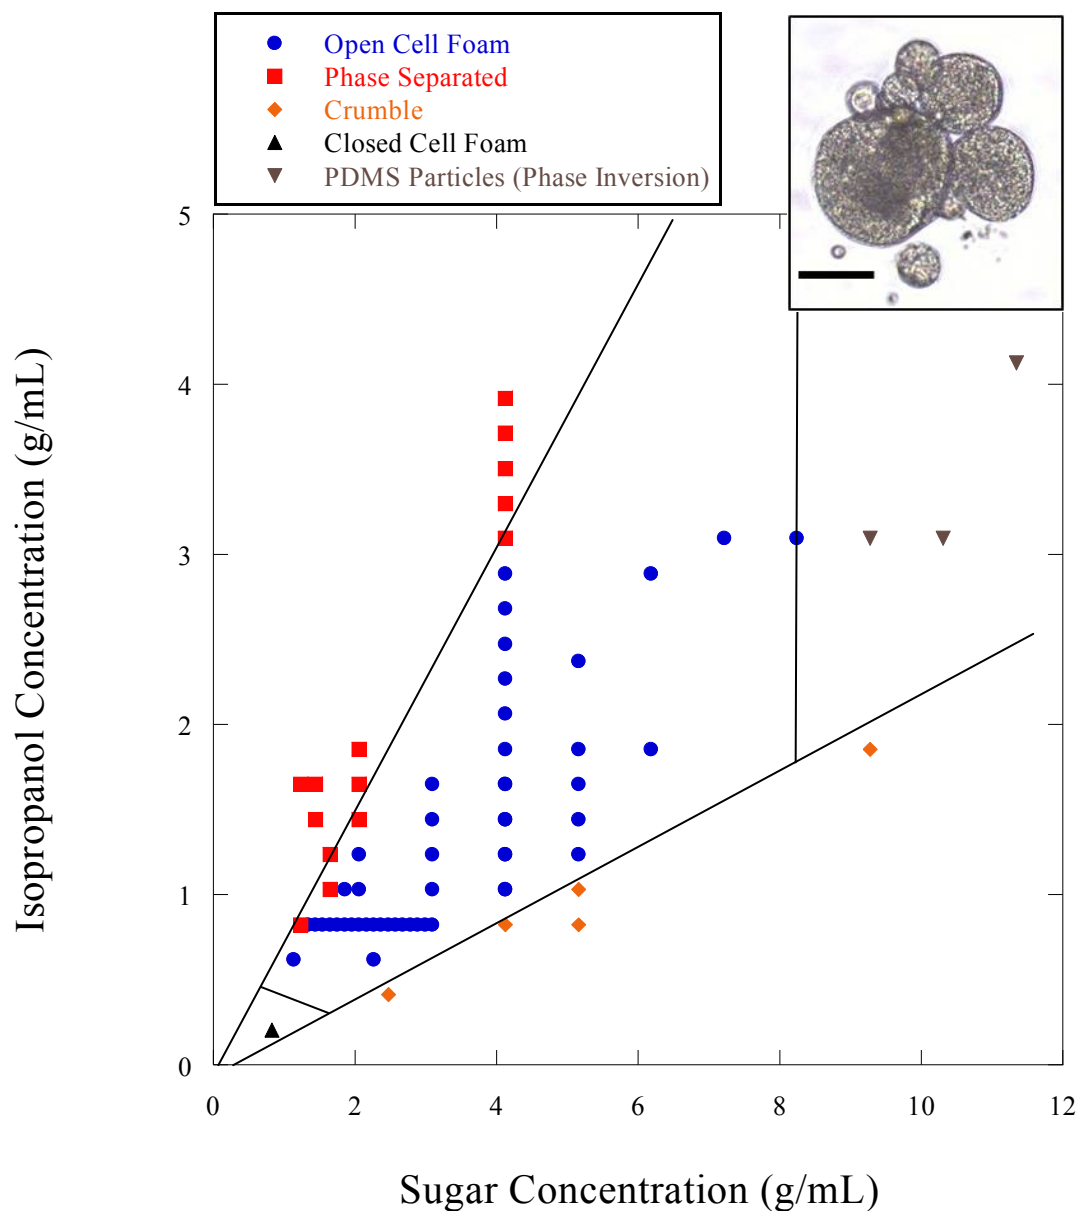 Open Cell Foam
Phase Separated
Crumble
Closed Cell Foam
PDMS Particles (Phase Inversion)
5
4
3
2
1
0
Isopropanol Concentration (g/mL)
0 2 4 6 8 10 12
Sugar Concentration (g/mL)